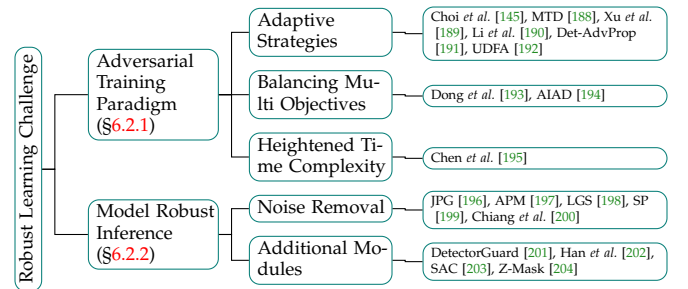 Robust Learning Challenge
Adversarial
Training
Paradigm
(§6.2.1)
Adaptive
Strategies
Choi et al. [145], MTD [188], Xu et al.
[189], Li et al. [190], Det-AdvProp
[191], UDFA [192]
Balancing Mu-
lti Objectives
Dong et al. [193], AIAD [194]
Heightened Ti-
me Complexity
Chen et al. [195]
Model Robust
Inference
(§6.2.2)
Noise Removal
JPG [196], APM [197], LGS [198], SP
[199], Chiang et al. [200]
Additional Mo-
dules
DetectorGuard [201], Han et al. [202],
SAC [203], Z-Mask [204]